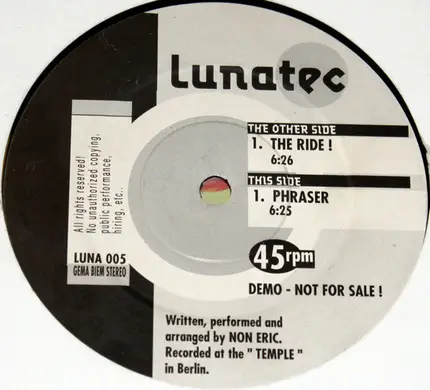 Lunatec
THE OTHER SIDE
1. THE RIDE !
6:26
THIS SIDE
1. PHRASER
6:25
45rpm
DEMO - NOT FOR SALE !
All rights reserved!
No unauthorized copying,
public performance,
hiring, etc..
LUNA 005
GEMA BIEM STEREO
Written, performed and
arranged by NON ERIC.
Recorded at the " TEMPLE "
in Berlin.